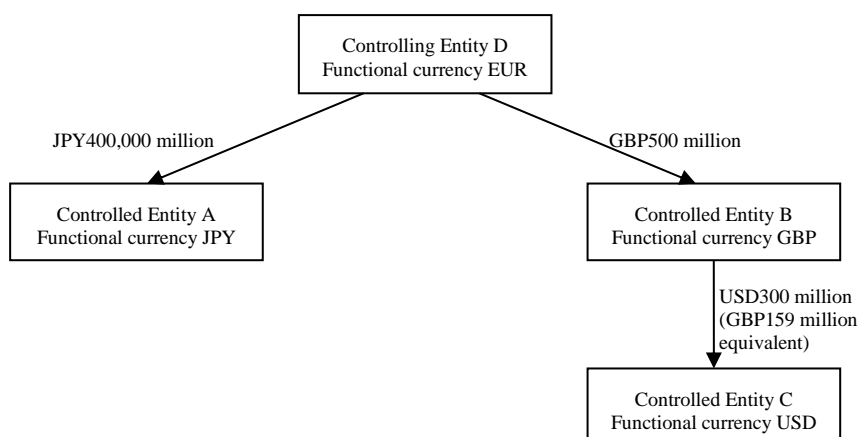 Controlling Entity D
Functional currency EUR
JPY400,000 million
GBP500 million
Controlled Entity A
Functional currency JPY
Controlled Entity B
Functional currency GBP
USD300 million
(GBP159 million
equivalent)
Controlled Entity C
Functional currency USD